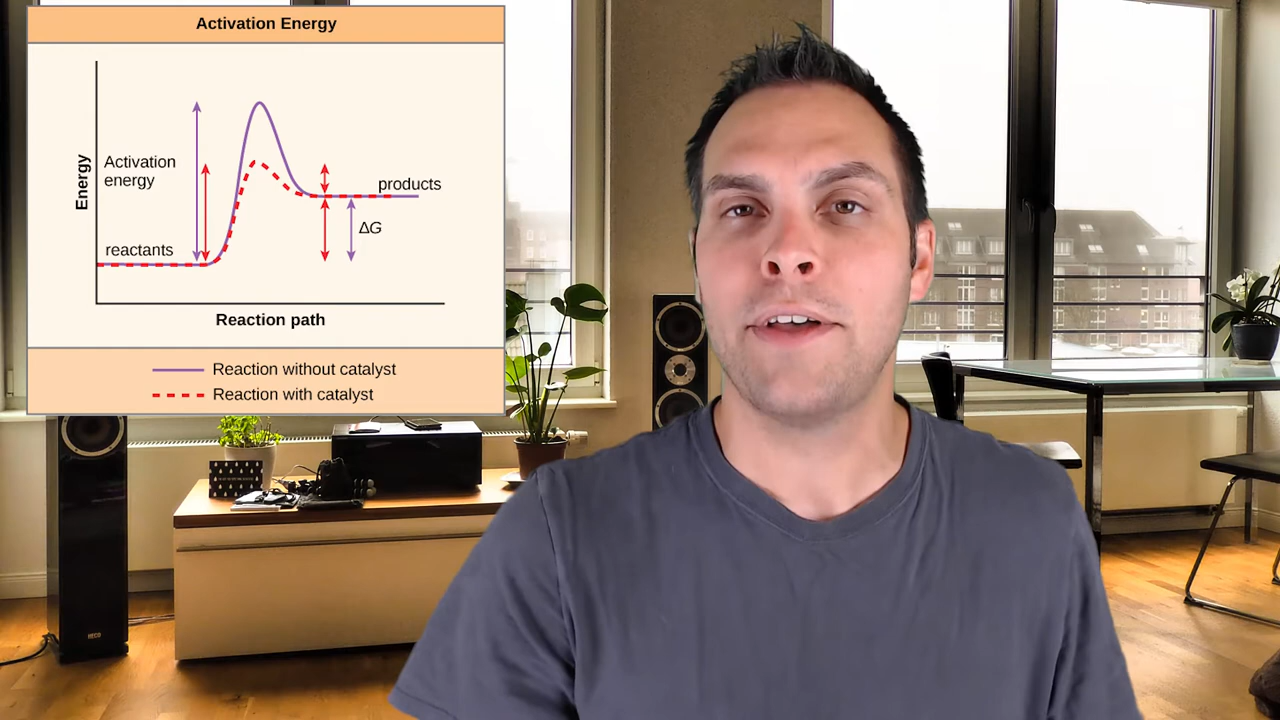 Activation Energy
Energy
Activation
energy
products
ΔG
reactants
Reaction path
Reaction without catalyst
Reaction with catalyst